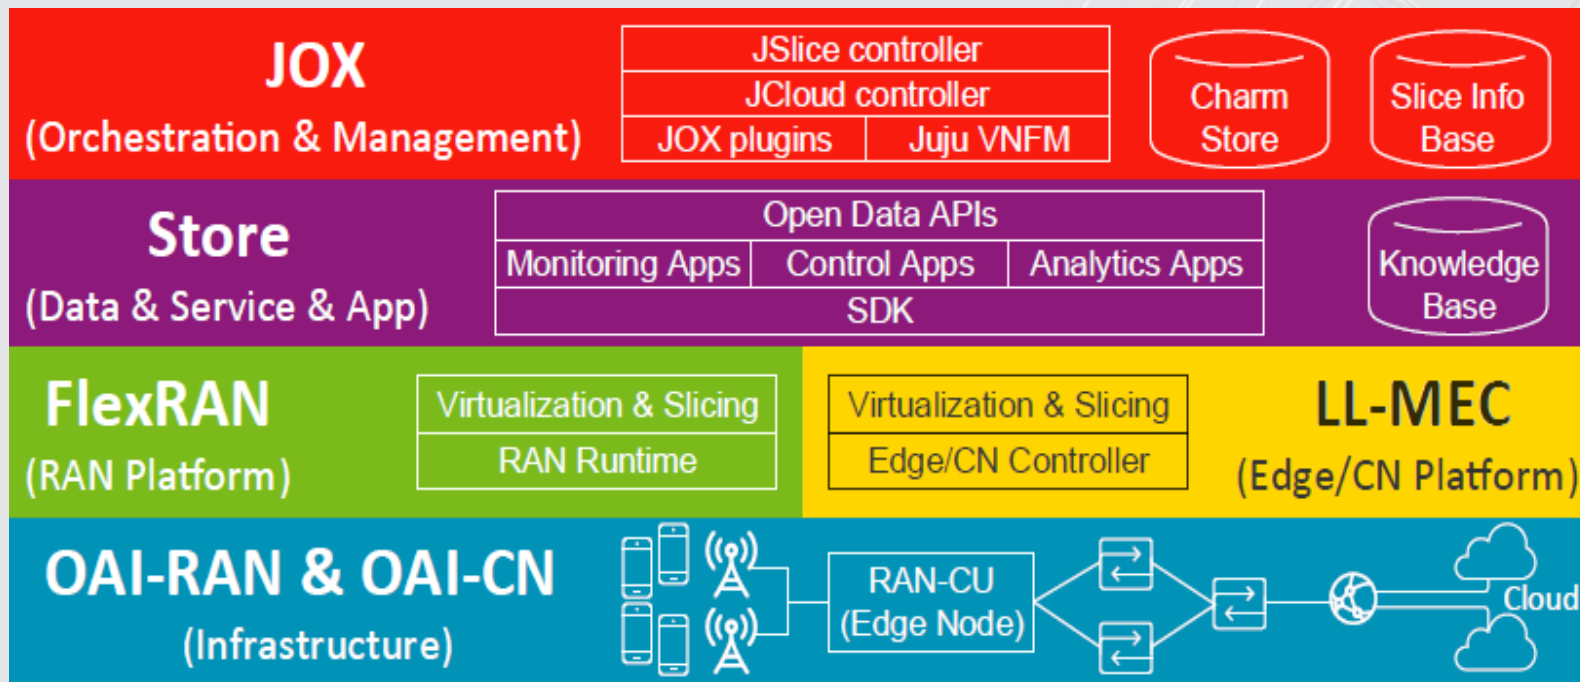 JOX
(Orchestration & Management)
JSlice controller
JCloud controller
JOX plugins
Juju VNFM
Charm
Store
Slice Info
Base
Store
(Data & Service & App)
Open Data APIs
Monitoring Apps
Control Apps
Analytics Apps
SDK
Knowledge
Base
FlexRAN
(RAN Platform)
Virtualization & Slicing
RAN Runtime
Virtualization & Slicing
Edge/CN Controller
LL-MEC
(Edge/CN Platform)
OAI-RAN & OAI-CN
(Infrastructure)
RAN-CU
(Edge Node)
Cloud